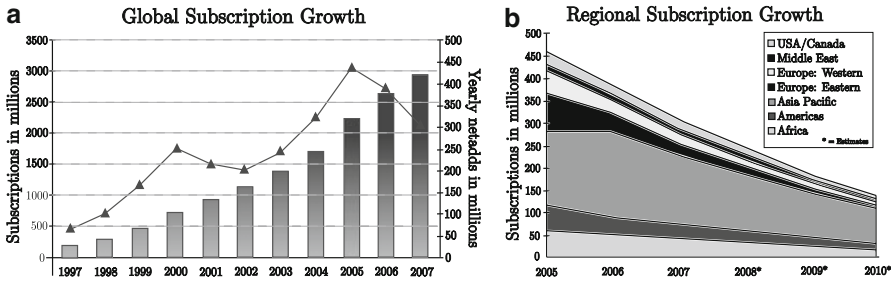 a
Global Subscription Growth
3500
3000
2500
2000
1500
1000
500
0
Subscriptions in millions
500
450
400
350
300
250
200
150
100
50
0
Yearly netadds in millions
1997 1998 1999 2000 2001 2002 2003 2004 2005 2006 2007
b
Regional Subscription Growth
500
450
400
350
300
250
200
150
100
50
0
Subscriptions in millions
USA/Canada
Middle East
Europe: Western
Europe: Eastern
Asia Pacific
Americas
Africa
* = Estimates
2005 2006 2007 2008* 2009* 2010*